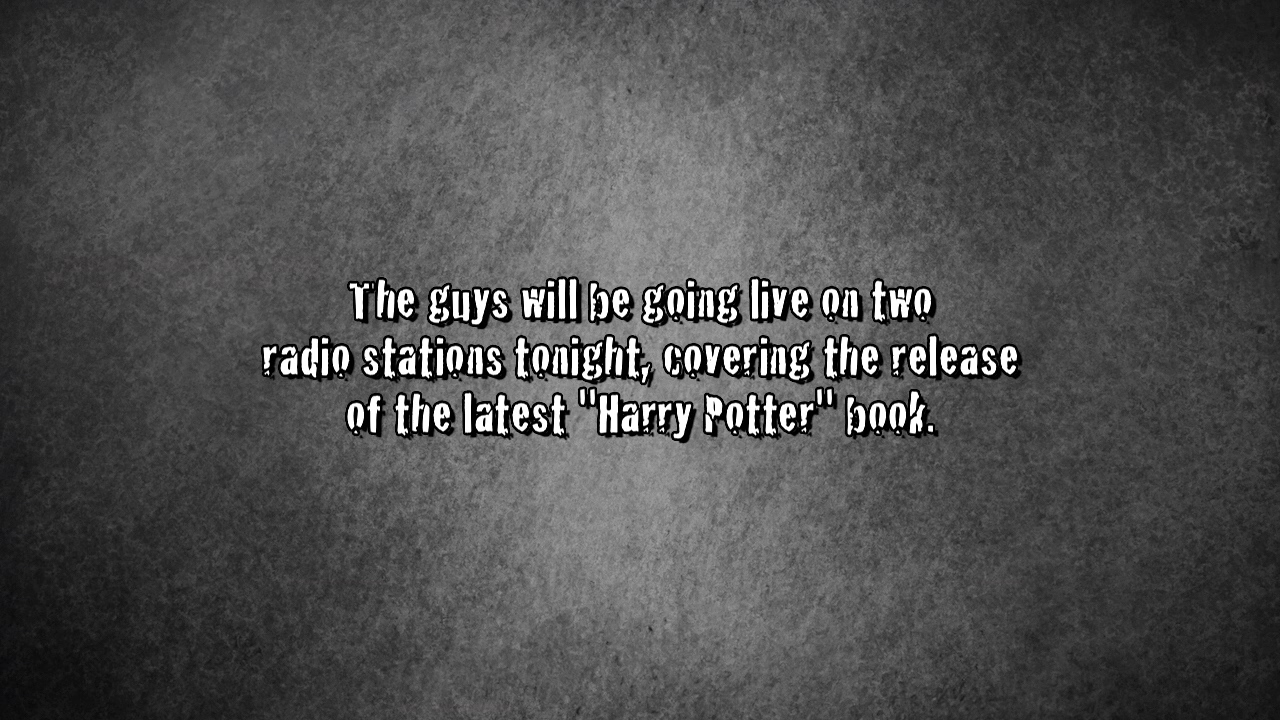 The guys will be going live on two
radio stations tonight, covering the release
of the latest "Harry Potter" book.